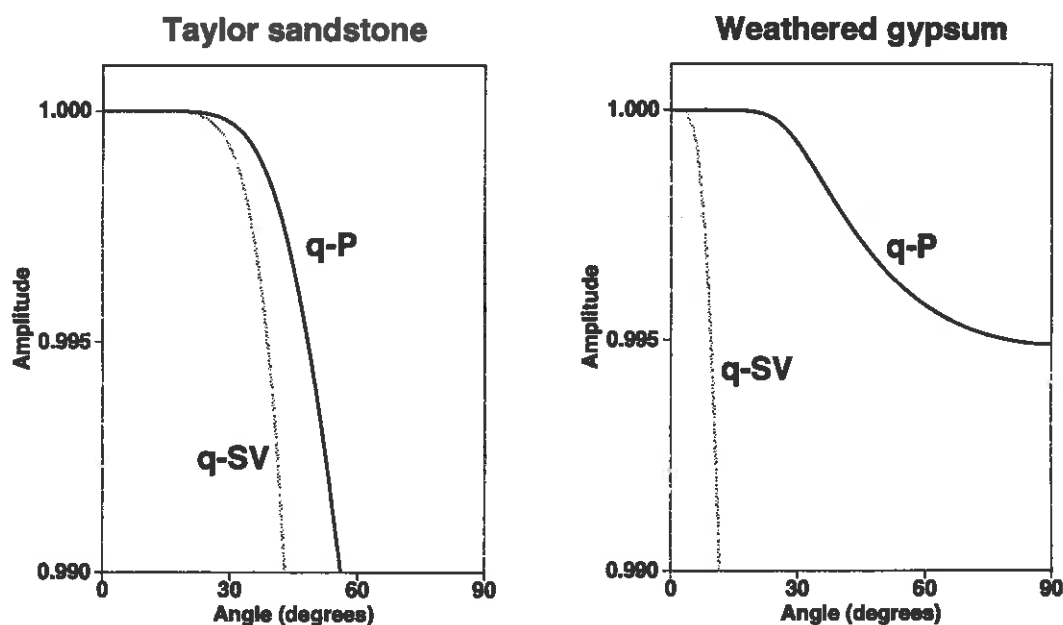 Taylor sandstone
1.000
0.995
0.990
Amplitude
q-P
q-SV
0
30
60
90
Angle (degrees)
Weathered gypsum
1.000
0.995
0.990
Amplitude
q-P
q-SV
0
30
60
90
Angle (degrees)